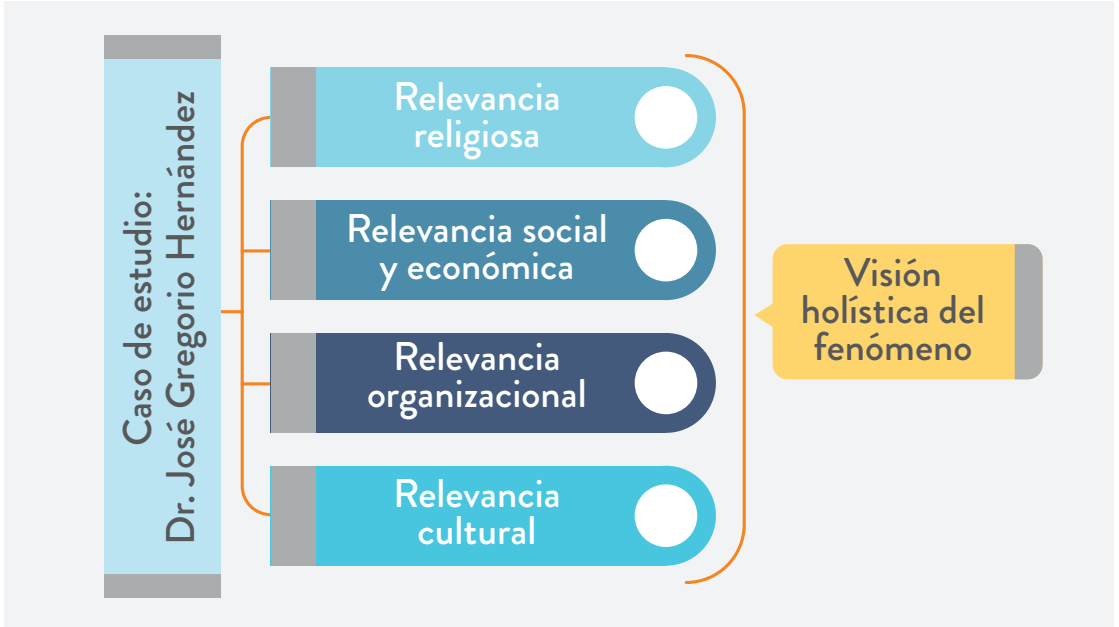 Caso de estudio:
Dr. José Gregorio Hernández
Relevancia
religiosa
Relevancia social
y económica
Relevancia
organizacional
Relevancia
cultural
Visión
holística del
fenómeno